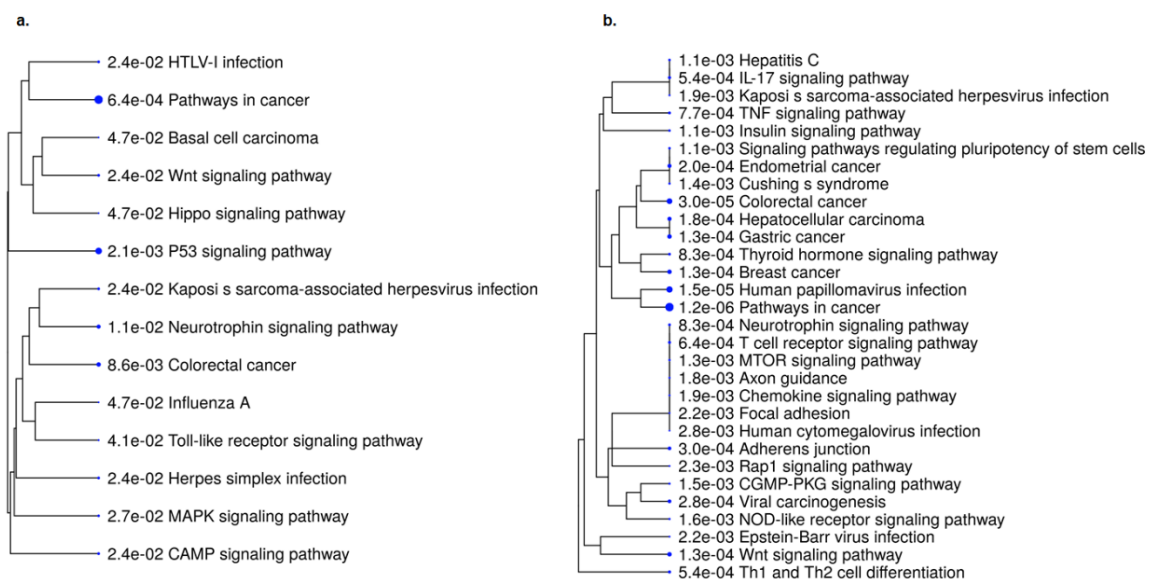 a.
2.4e-02 HTLV-I infection
6.4e-04 Pathways in cancer
4.7e-02 Basal cell carcinoma
2.4e-02 Wnt signaling pathway
4.7e-02 Hippo signaling pathway
2.1e-03 P53 signaling pathway
2.4e-02 Kaposi s sarcoma-associated herpesvirus infection
1.1e-02 Neurotrophin signaling pathway
8.6e-03 Colorectal cancer
4.7e-02 Influenza A
4.1e-02 Toll-like receptor signaling pathway
2.4e-02 Herpes simplex infection
2.7e-02 MAPK signaling pathway
2.4e-02 CAMP signaling pathway
b.
1.1e-03 Hepatitis C
5.4e-04 IL-17 signaling pathway
1.9e-03 Kaposi s sarcoma-associated herpesvirus infection
7.7e-04 TNF signaling pathway
1.1e-03 Insulin signaling pathway
1.1e-03 Signaling pathways regulating pluripotency of stem cells
2.0e-04 Endometrial cancer
1.4e-03 Cushing s syndrome
3.0e-05 Colorectal cancer
1.8e-04 Hepatocellular carcinoma
1.3e-04 Gastric cancer
8.3e-04 Thyroid hormone signaling pathway
1.3e-04 Breast cancer
1.5e-05 Human papillomavirus infection
1.2e-06 Pathways in cancer
8.3e-04 Neurotrophin signaling pathway
6.4e-04 T cell receptor signaling pathway
1.3e-03 MTOR signaling pathway
1.8e-03 Axon guidance
1.9e-03 Chemokine signaling pathway
2.2e-03 Focal adhesion
2.8e-03 Human cytomegalovirus infection
3.0e-04 Adherens junction
2.3e-03 Rap1 signaling pathway
1.5e-03 CGMP-PKG signaling pathway
2.8e-04 Viral carcinogenesis
1.6e-03 NOD-like receptor signaling pathway
2.2e-03 Epstein-Barr virus infection
1.3e-04 Wnt signaling pathway
5.4e-04 Th1 and Th2 cell differentiation